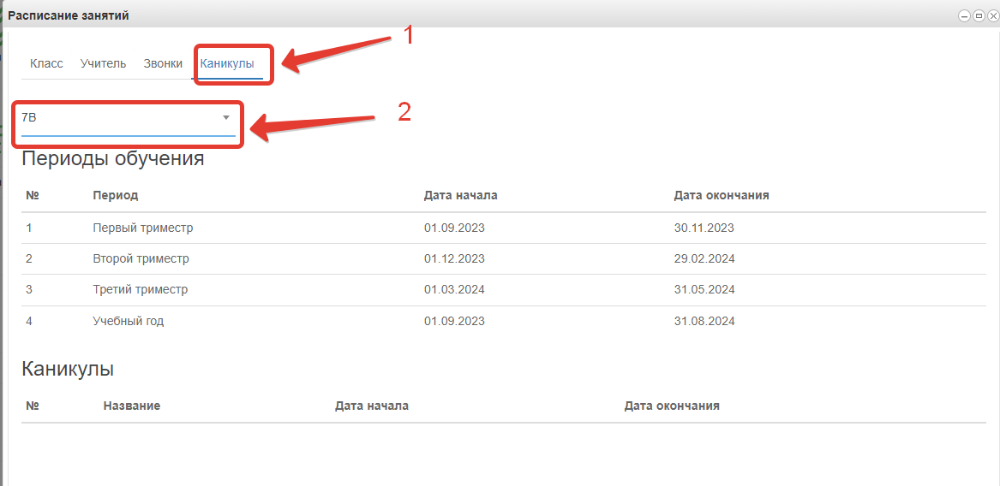 Расписание занятий
1
Класс Учитель Звонки Каникулы
2
7В
Периоды обучения
№ Период Дата начала Дата окончания
1 Первый триместр 01.09.2023 30.11.2023
2 Второй триместр 01.12.2023 29.02.2024
3 Третий триместр 01.03.2024 31.05.2024
4 Учебный год 01.09.2023 31.08.2024
Каникулы
№ Название Дата начала Дата окончания